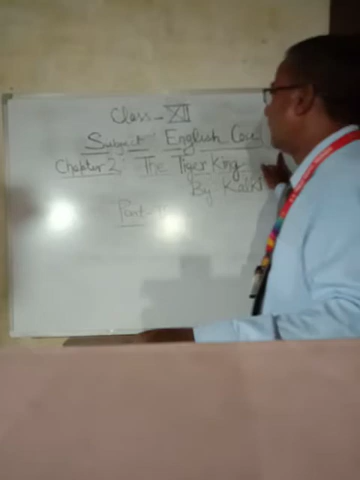 Class - XII
Subject English Core
Chapter 2 The Tiger King
By Kalki
Part